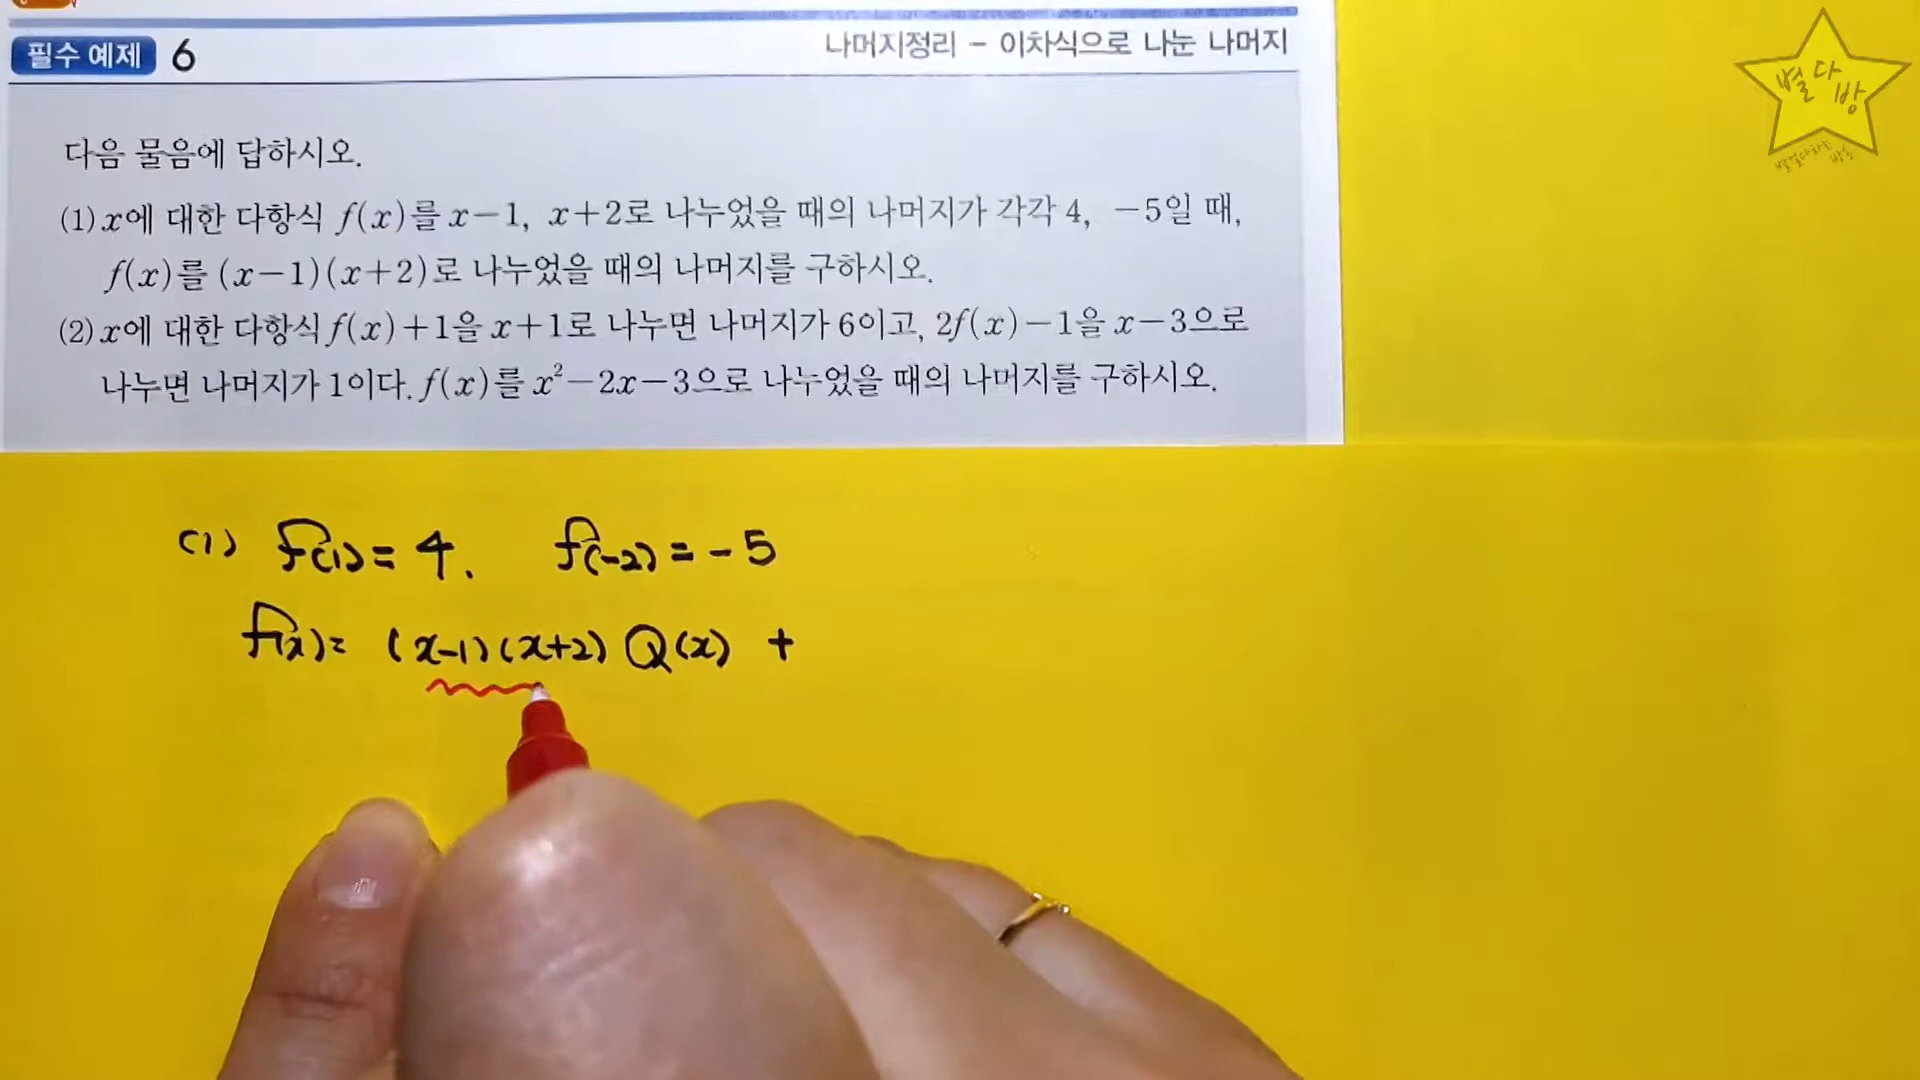 필수 예제 6
나머지정리 - 이차식으로 나눈 나머지
다음 물음에 답하시오.
(1) x에 대한 다항식 f(x)를 x-1, x+2로 나누었을 때의 나머지가 각각 4, -5일 때,
f(x)를 (x-1)(x+2)로 나누었을 때의 나머지를 구하시오.
(2) x에 대한 다항식 f(x)+1을 x+1로 나누면 나머지가 6이고, 2f(x)-1을 x-3으로
나누면 나머지가 1이다. f(x)를 x²-2x-3으로 나누었을 때의 나머지를 구하시오.
(1) f(1)= 4. f(-2) = -5
f(x)= (x-1)(x+2) Q(x) +
별다방